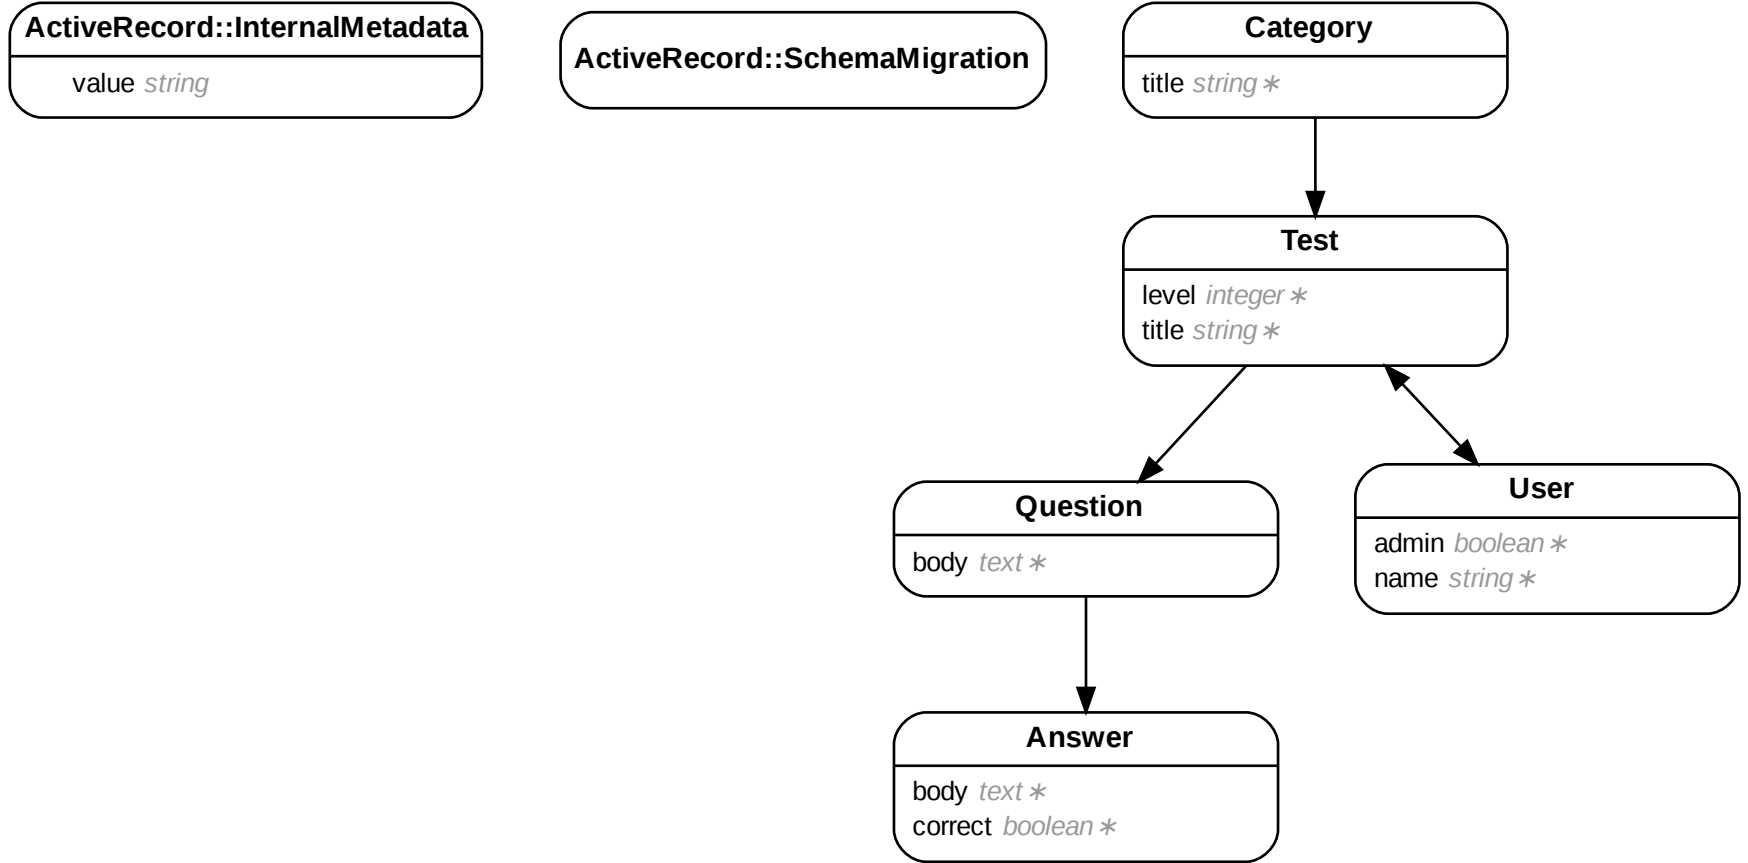 ActiveRecord::InternalMetadata
value string
ActiveRecord::SchemaMigration
Category
title string ∗
Test
level integer ∗
title string ∗
Question
body text ∗
User
admin boolean ∗
name string ∗
Answer
body text ∗
correct boolean ∗